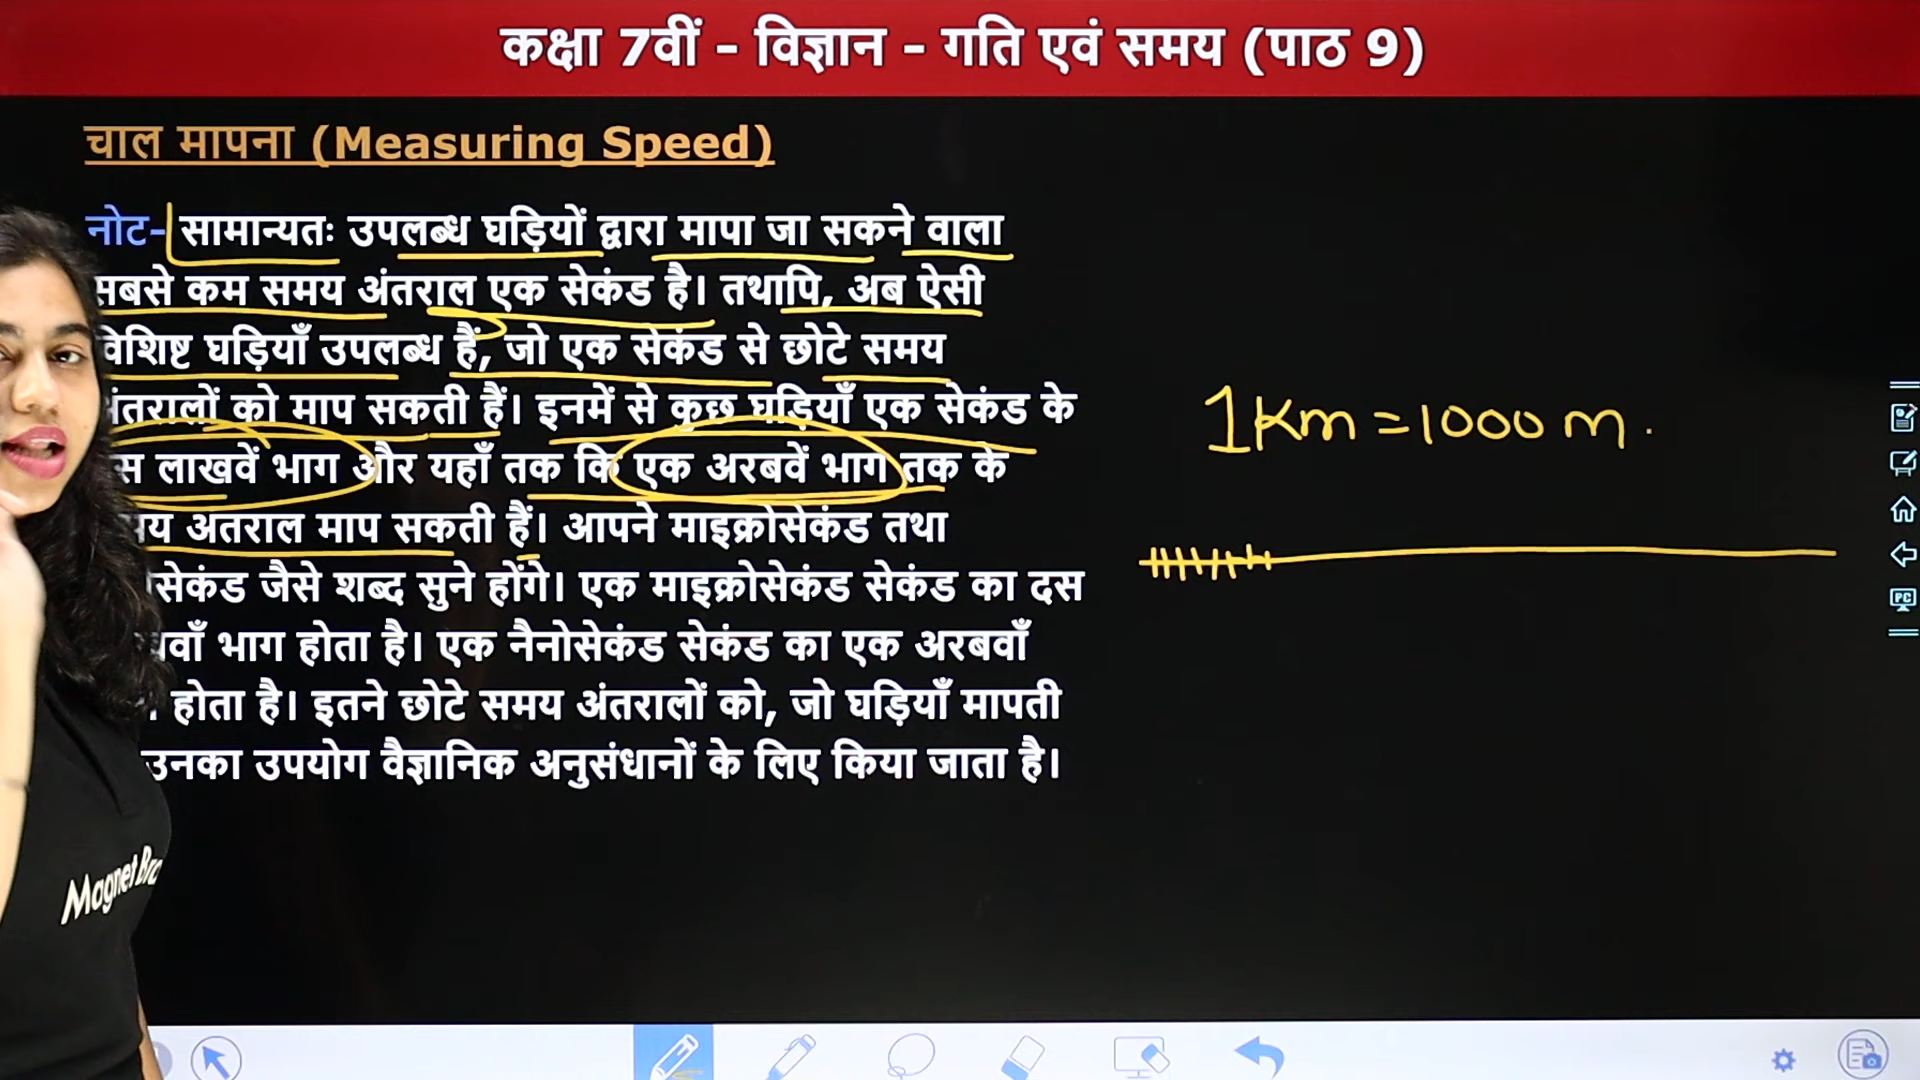 कक्षा 7वीं - विज्ञान - गति एवं समय (पाठ 9)
चाल मापना (Measuring Speed)
नोट- सामान्यतः उपलब्ध घड़ियों द्वारा मापा जा सकने वाला
सबसे कम समय अंतराल एक सेकंड है। तथापि, अब ऐसी
विशिष्ट घड़ियाँ उपलब्ध हैं, जो एक सेकंड से छोटे समय
अंतरालों को माप सकती हैं। इनमें से कुछ घड़ियाँ एक सेकंड के
लाखवें भाग और यहाँ तक कि एक अरबवें भाग तक के
अतराल माप सकती हैं। आपने माइक्रोसेकंड तथा
सेकंड जैसे शब्द सुने होंगे। एक माइक्रोसेकंड सेकंड का दस
भाग होता है। एक नैनोसेकंड सेकंड का एक अरबवाँ
होता है। इतने छोटे समय अंतरालों को, जो घड़ियाँ मापती
उनका उपयोग वैज्ञानिक अनुसंधानों के लिए किया जाता है।
1Km = 1000 m.
Magnet Bro
PC